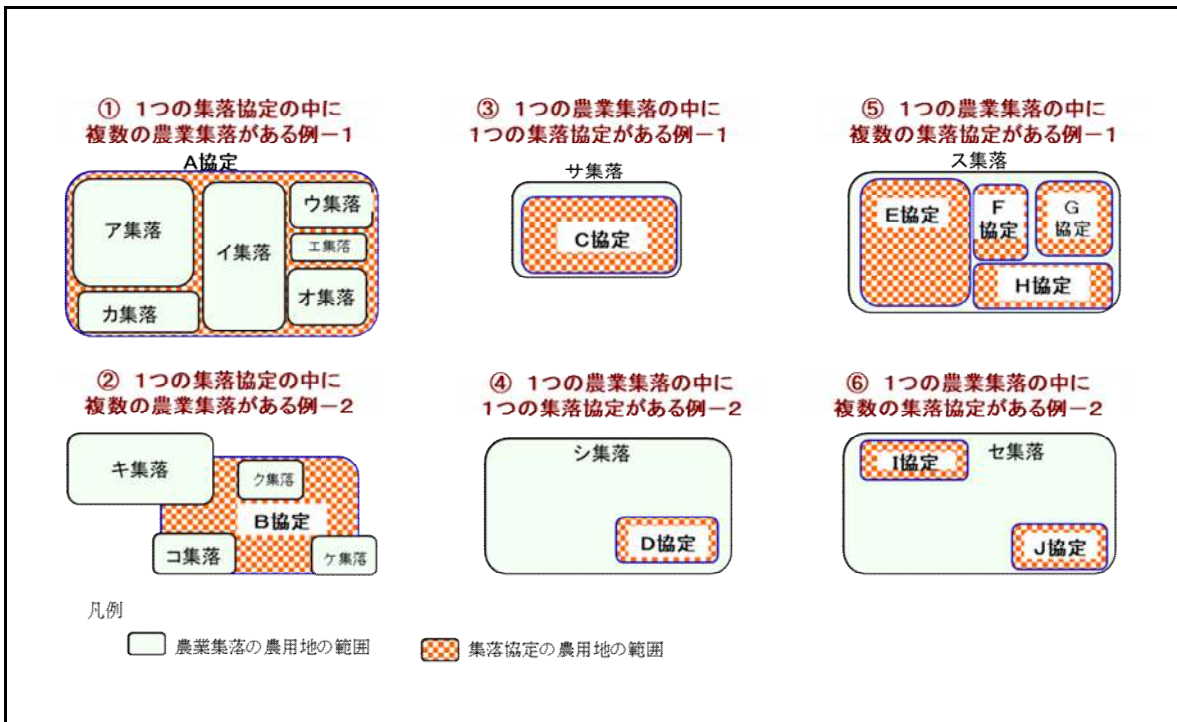 ① 1つの集落協定の中に
複数の農業集落がある例－1
A協定
ア集落
イ集落
ウ集落
エ集落
オ集落
カ集落
③ 1つの農業集落の中に
1つの集落協定がある例－1
サ集落
C協定
⑤ 1つの農業集落の中に
複数の集落協定がある例－1
ス集落
E協定
F
協定
G
協定
H協定
② 1つの集落協定の中に
複数の農業集落がある例－2
キ集落
ク集落
B協定
コ集落
ケ集落
④ 1つの農業集落の中に
1つの集落協定がある例－2
シ集落
D協定
⑥ 1つの農業集落の中に
複数の集落協定がある例－2
I協定
セ集落
J協定
凡例
農業集落の農用地の範囲
集落協定の農用地の範囲